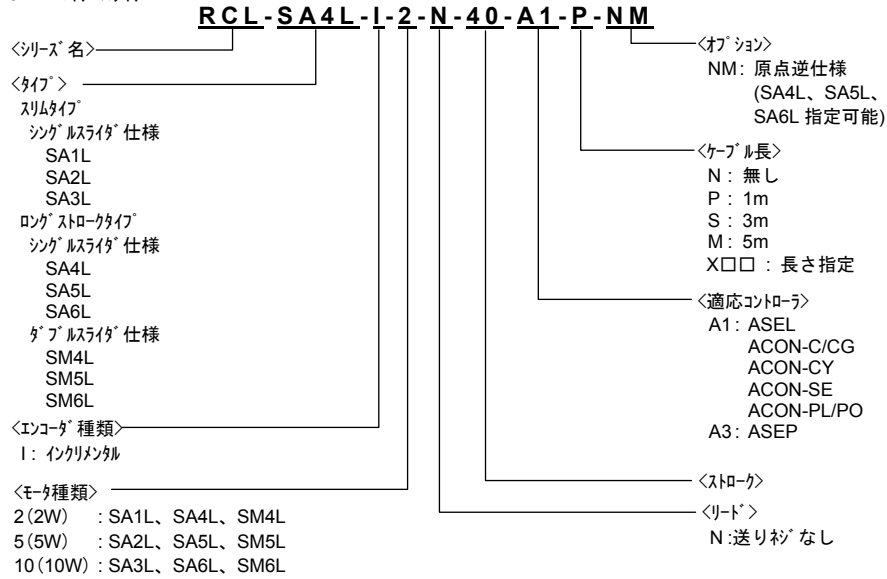 RCL-SA4L-I-2-N-40-A1-P-NM
<ｼﾘｰｽﾞ名>
<ﾀｲﾌﾟ>
ｽﾘﾑﾀｲﾌﾟ
ｼﾝｸﾞﾙｽﾗｲﾀﾞ仕様
SA1L
SA2L
SA3L
ﾛﾝｸﾞｽﾄﾛｰｸﾀｲﾌﾟ
ｼﾝｸﾞﾙｽﾗｲﾀﾞ仕様
SA4L
SA5L
SA6L
ﾀﾞﾌﾞﾙｽﾗｲﾀﾞ仕様
SM4L
SM5L
SM6L
<ｴﾝｺｰﾀﾞ種類>
I: ｲﾝｸﾘﾒﾝﾀﾙ
<ﾓｰﾀ種類>
2(2W) : SA1L、SA4L、SM4L
5(5W) : SA2L、SA5L、SM5L
10(10W) : SA3L、SA6L、SM6L
<ｵﾌﾟｼｮﾝ>
NM: 原点逆仕様
(SA4L、SA5L、
SA6L 指定可能)
<ｹｰﾌﾞﾙ長>
N : 無し
P : 1m
S : 3m
M : 5m
X□□ : 長さ指定
<適応ｺﾝﾄﾛｰﾗ>
A1: ASEL
ACON-C/CG
ACON-CY
ACON-SE
ACON-PL/PO
A3: ASEP
<ｽﾄﾛｰｸ>
<ﾘｰﾄﾞ>
N :送りﾈｼﾞなし